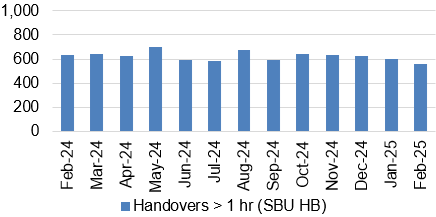 1,000
800
600
400
200
0
Feb-24
Mar-24
Apr-24
May-24
Jun-24
Jul-24
Aug-24
Sep-24
Oct-24
Nov-24
Dec-24
Jan-25
Feb-25
Handovers > 1 hr (SBU HB)